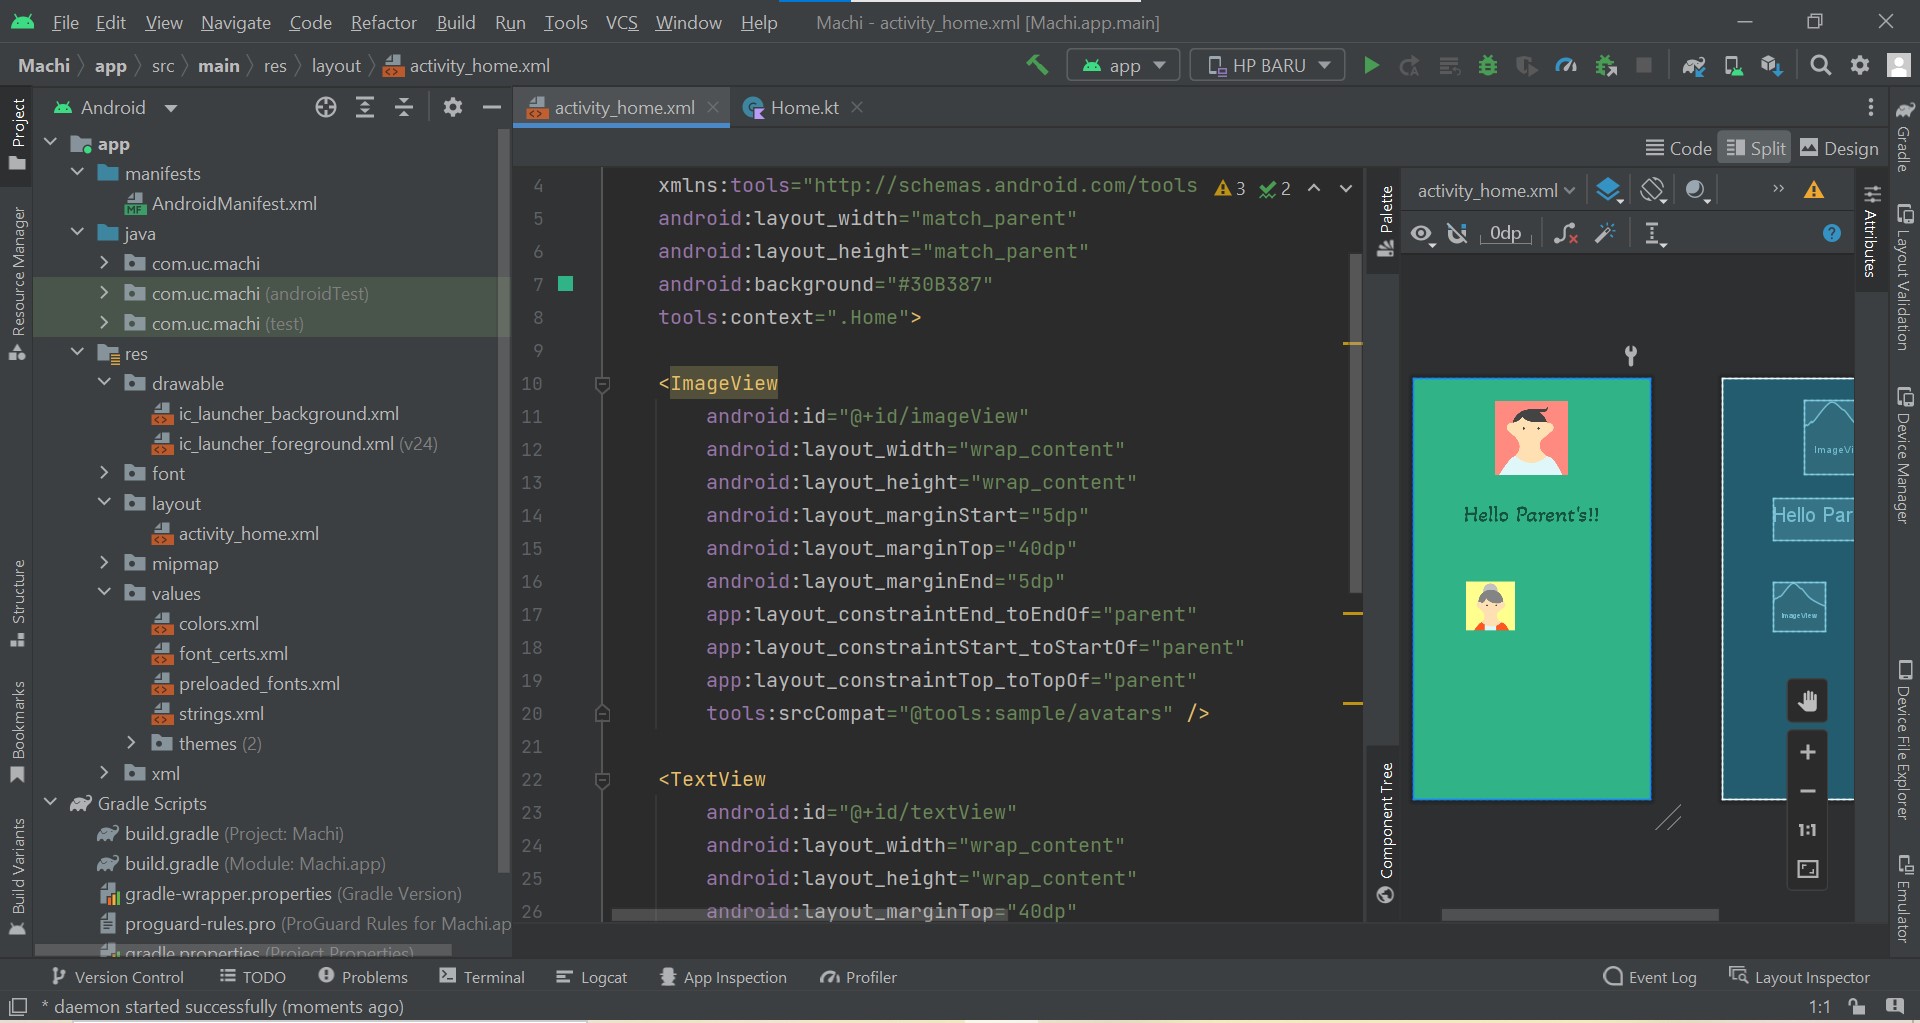 File Edit View Navigate Code Refactor Build Run Tools VCS Window Help Machi - activity_home.xml [Machi.app.main]
Machi app src main res layout activity_home.xml app HP BARU
Project
Resource Manager
Structure
Bookmarks
Build Variants
Android
app
manifests
AndroidManifest.xml
java
com.uc.machi
com.uc.machi (androidTest)
com.uc.machi (test)
res
drawable
ic_launcher_background.xml
ic_launcher_foreground.xml (v24)
font
layout
activity_home.xml
mipmap
values
colors.xml
font_certs.xml
preloaded_fonts.xml
strings.xml
themes (2)
xml
Gradle Scripts
build.gradle (Project: Machi)
build.gradle (Module: Machi.app)
gradle-wrapper.properties (Gradle Version)
proguard-rules.pro (ProGuard Rules for Machi.ap
gradle.properties (Project Properties)
activity_home.xml Home.kt
Code Split Design
4 xmlns:tools="http://schemas.android.com/tools 3 2
5 android:layout_width="match_parent"
6 android:layout_height="match_parent"
7 android:background="#30B387"
8 tools:context=".Home">
9
10 <ImageView
11 android:id="@+id/imageView"
12 android:layout_width="wrap_content"
13 android:layout_height="wrap_content"
14 android:layout_marginStart="5dp"
15 android:layout_marginTop="40dp"
16 android:layout_marginEnd="5dp"
17 app:layout_constraintEnd_toEndOf="parent"
18 app:layout_constraintStart_toStartOf="parent"
19 app:layout_constraintTop_toTopOf="parent"
20 tools:srcCompat="@tools:sample/avatars" />
21
22 <TextView
23 android:id="@+id/textView"
24 android:layout_width="wrap_content"
25 android:layout_height="wrap_content"
26 android:layout_marginTop="40dp"
Palette
Component Tree
activity_home.xml
0dp
Hello Parent's!!
ImageVi
Hello Par
ImageView
1:1
Attributes
Gradle
Layout Validation
Device Manager
Device File Explorer
Emulator
Version Control TODO Problems Terminal Logcat App Inspection Profiler Event Log Layout Inspector
* daemon started successfully (moments ago) 1:1